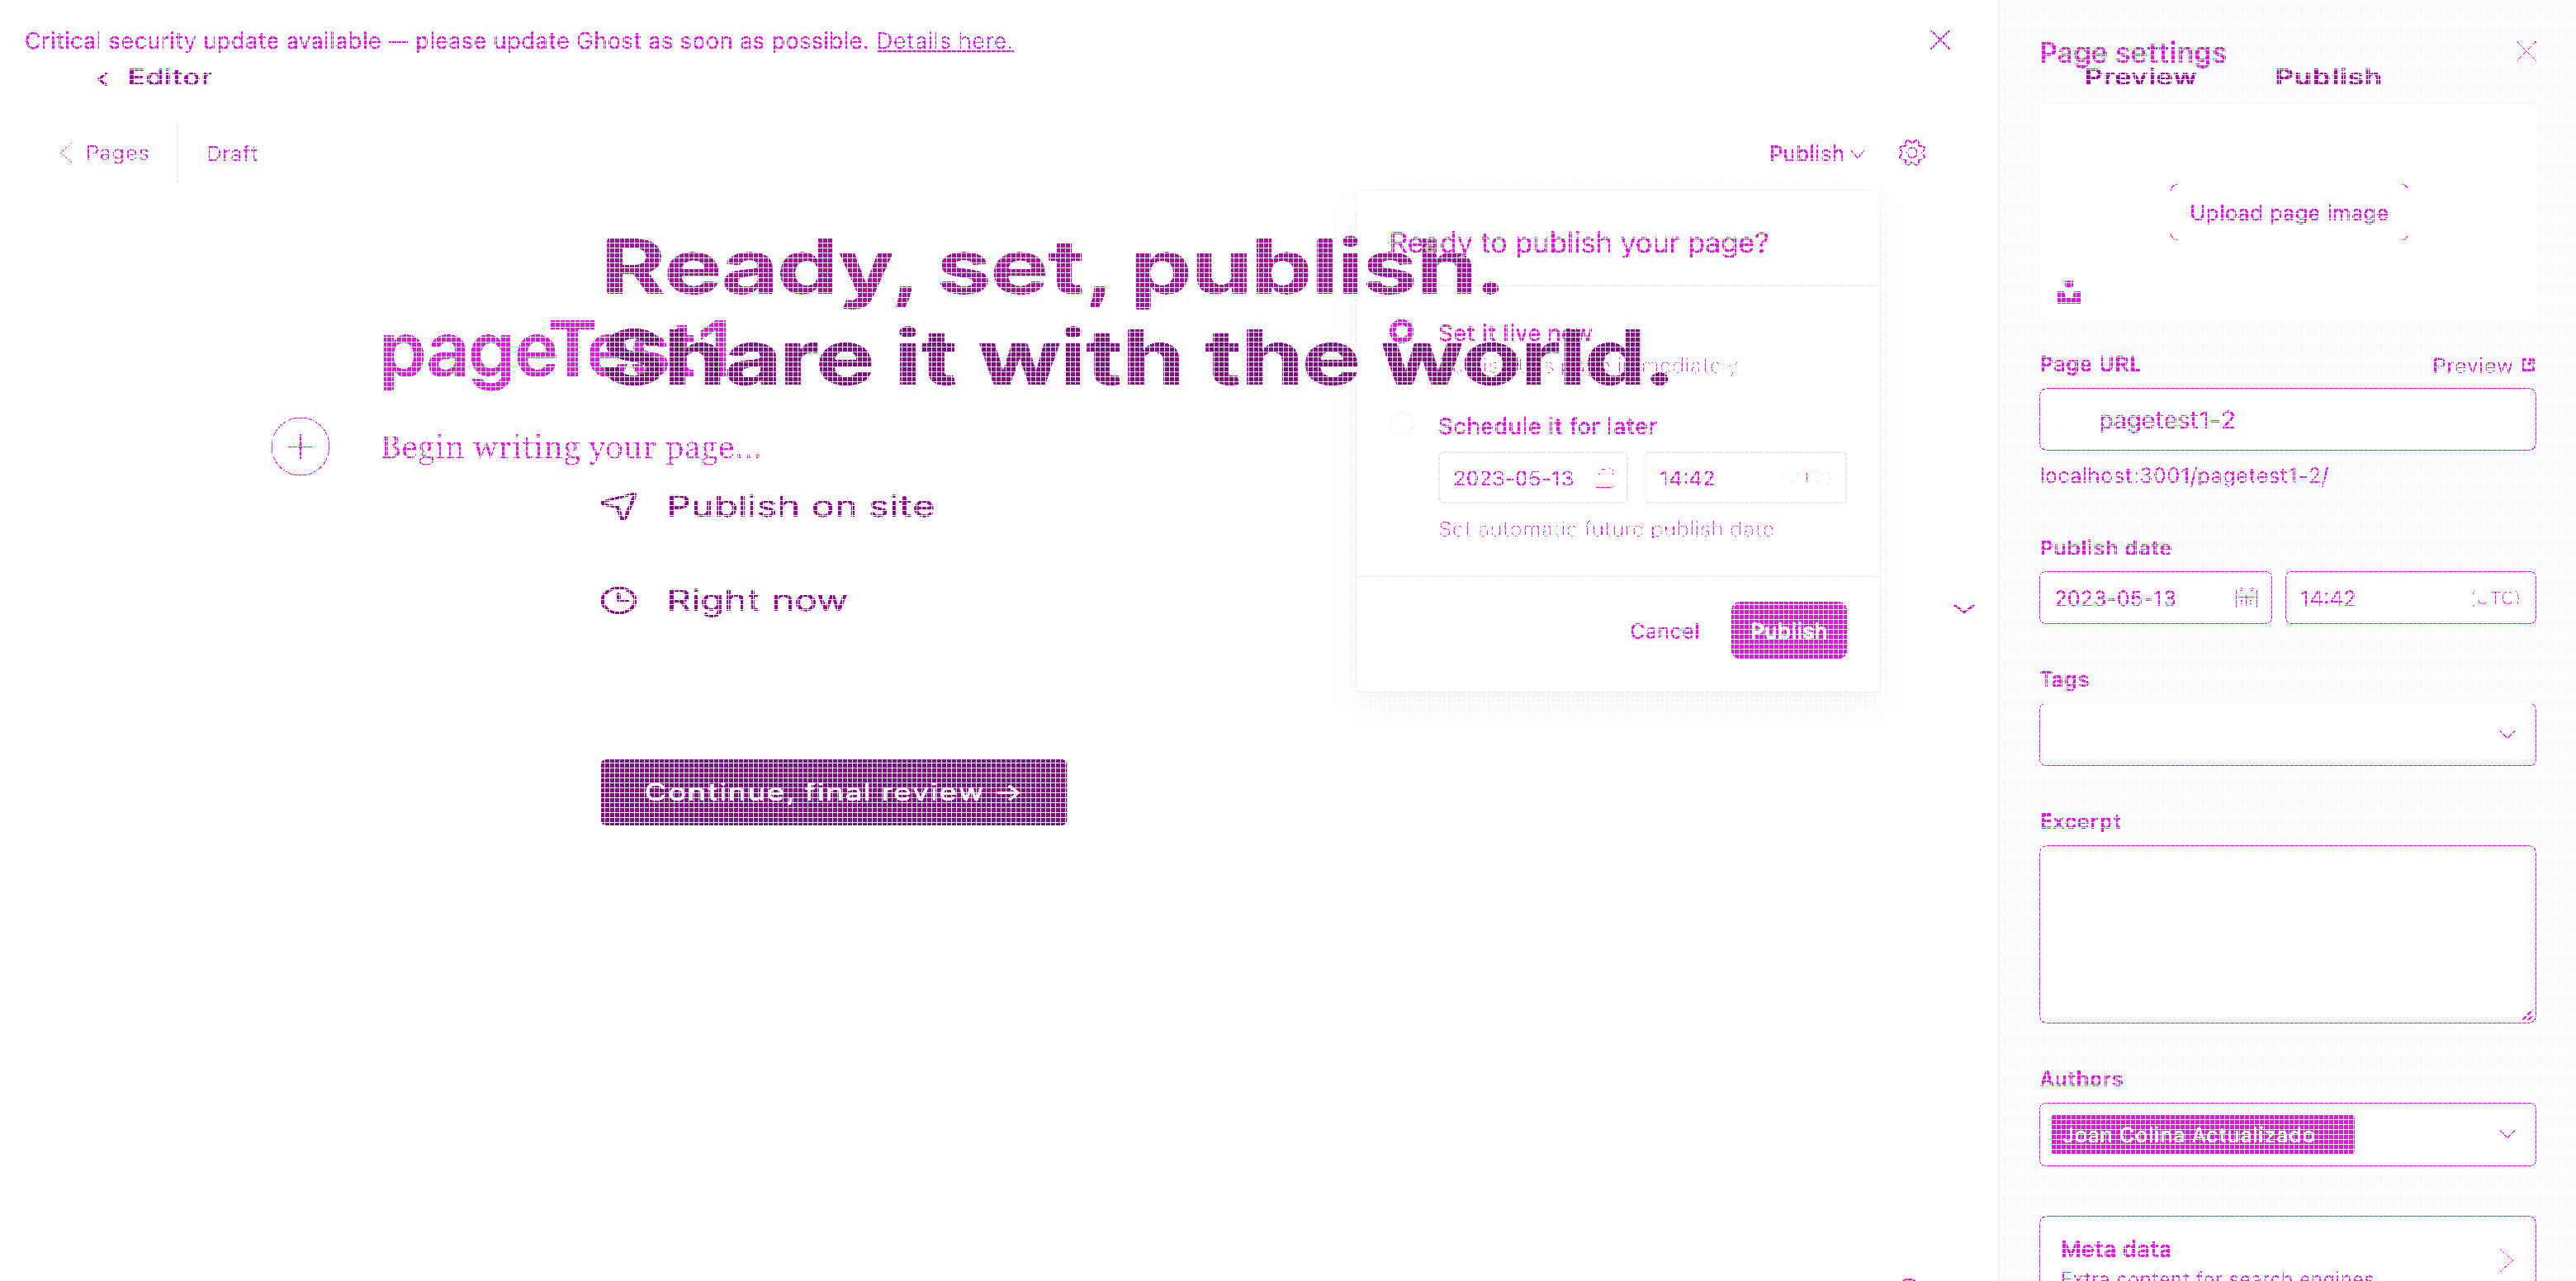 Critical security update available — please update Ghost as soon as possible. Details here.
Editor
Pages
Draft
Publish
Ready to publish your page?
Ready, set, publish.
Share it with the world.
pageTest1
Set it live now
immediately
Begin writing your page...
Schedule it for later
2023-05-13
14:42
Set automatic future publish date
Publish on site
Right now
Cancel
Publish
Continue, final review →
Page settings
Preview
Publish
Upload page image
Page URL
Preview
pagetest1-2
localhost:3001/pagetest1-2/
Publish date
2023-05-13
14:42
(UTC)
Tags
Excerpt
Authors
Joan Colina Actualizado
Meta data
Extra content for search engines